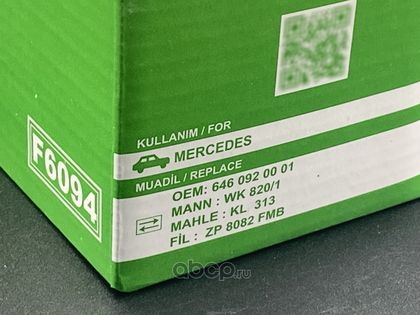 KULLANIM / FOR
MERCEDES
MUADİL / REPLACE
OEM: 646 092 00 01
MANN : WK 820/1
MAHLE : KL 313
FİL : ZP 8082 FMB
F6094
abcp.ru